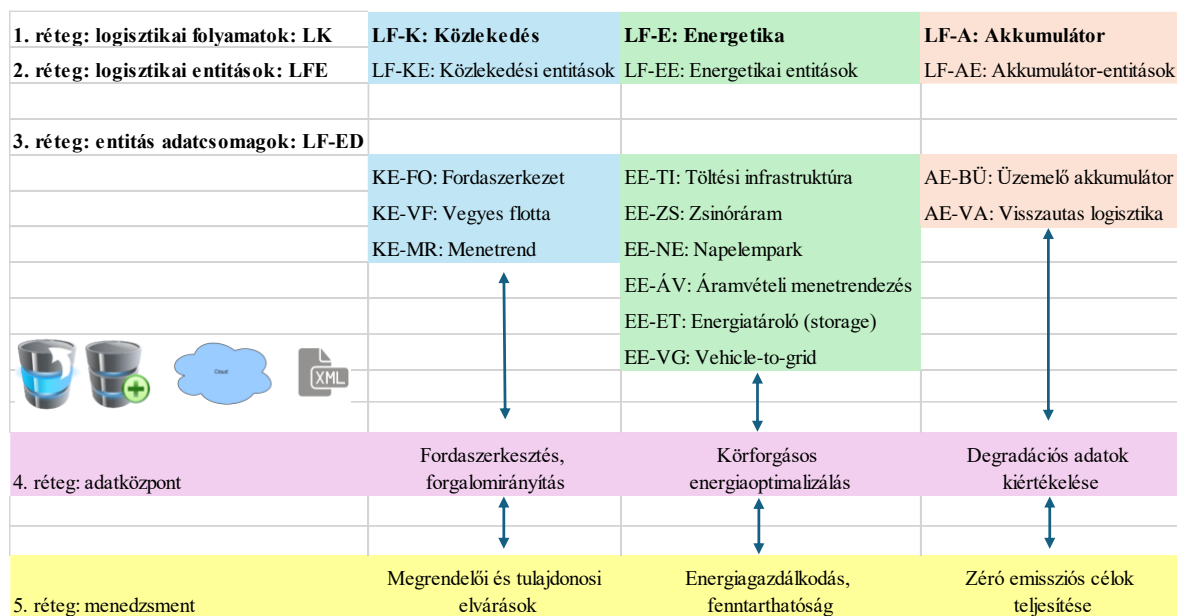 1. réteg: logisztikai folyamatok: LK LF-K: Közlekedés LF-E: Energetika LF-A: Akkumulátor
2. réteg: logisztikai entitások: LFE LF-KE: Közlekedési entitások LF-EE: Energetikai entitások LF-AE: Akkumulátor-entitások
3. réteg: entitás adatcsomagok: LF-ED
KE-FO: Fordaszerkezet EE-TI: Töltési infrastruktúra AE-BÜ: Üzemelő akkumulátor
KE-VF: Vegyes flotta EE-ZS: Zsinóráram AE-VA: Visszautas logisztika
KE-MR: Menetrend EE-NE: Napelempark
EE-ÁV: Áramvételi menetrendezés
EE-ET: Energiatároló (storage)
EE-VG: Vehicle-to-grid
Cloud
XML
4. réteg: adatközpont
Fordaszerkesztés,
forgalomirányítás
Körforgásos
energiaoptimalizálás
Degradációs adatok
kiértékelése
5. réteg: menedzsment
Megrendelői és tulajdonosi
elvárások
Energiagazdálkodás,
fenntarthatóság
Zéró emissziós célok
teljesítése